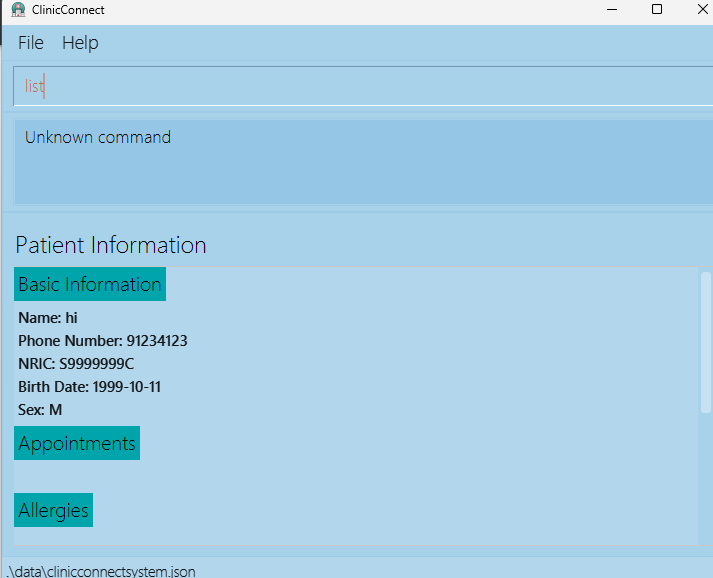 ClinicConnect
File Help
list
Unknown command
Patient Information
Basic Information
Name: hi
Phone Number: 91234123
NRIC: S9999999C
Birth Date: 1999-10-11
Sex: M
Appointments
Allergies
.\data\clinicconnectsystem.json